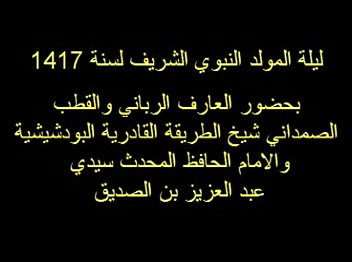 ليلة المولد النبوي الشريف لسنة 1417
بحضور العارف الرباني والقطب
الصمداني شيخ الطريقة القادرية البودشيشية
والامام الحافظ المحدث سيدي
عبد العزيز بن الصديق